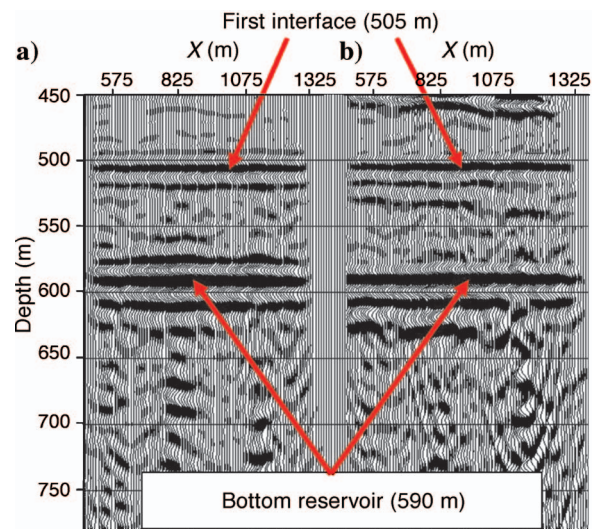 First interface (505 m)
a) X (m) b) X (m)
575 825 1075 1325 575 825 1075 1325
450
500
550
600
650
700
750
Depth (m)
Bottom reservoir (590 m)